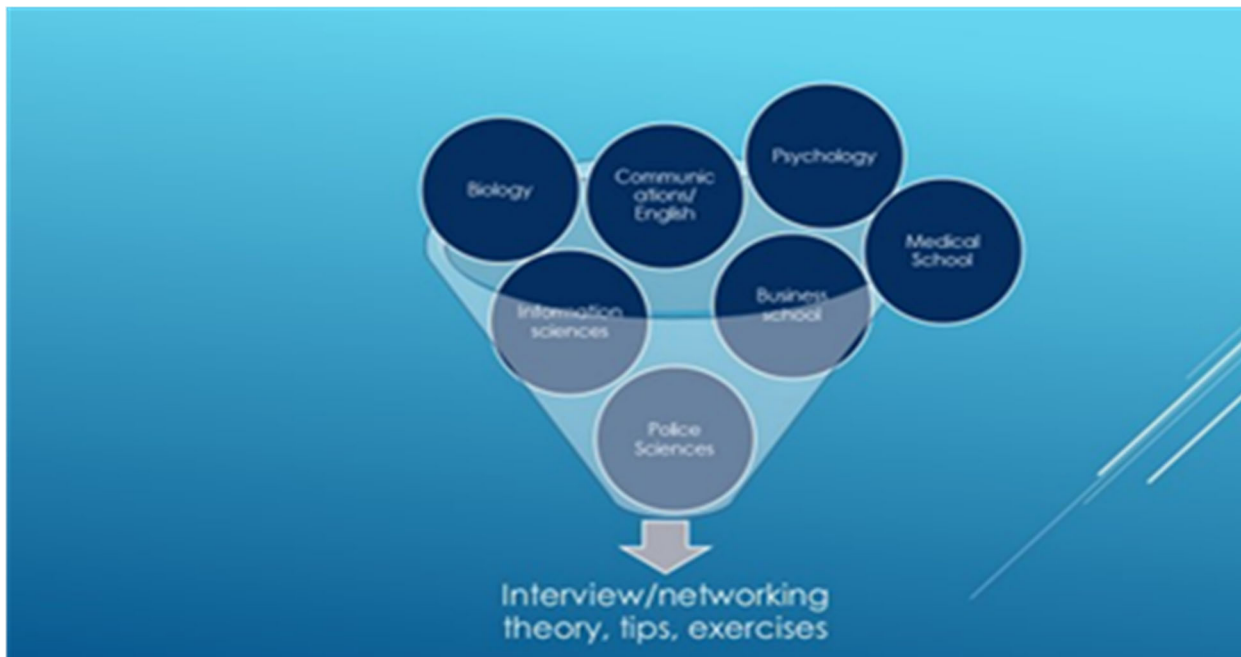 Psychology
Biology
Communic
ations/
English
Medical
School
Information
sciences
Business
school
Police
Sciences
Interview/networking
theory, tips, exercises